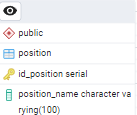 public
position
id_position serial
position_name character va
rying(100)